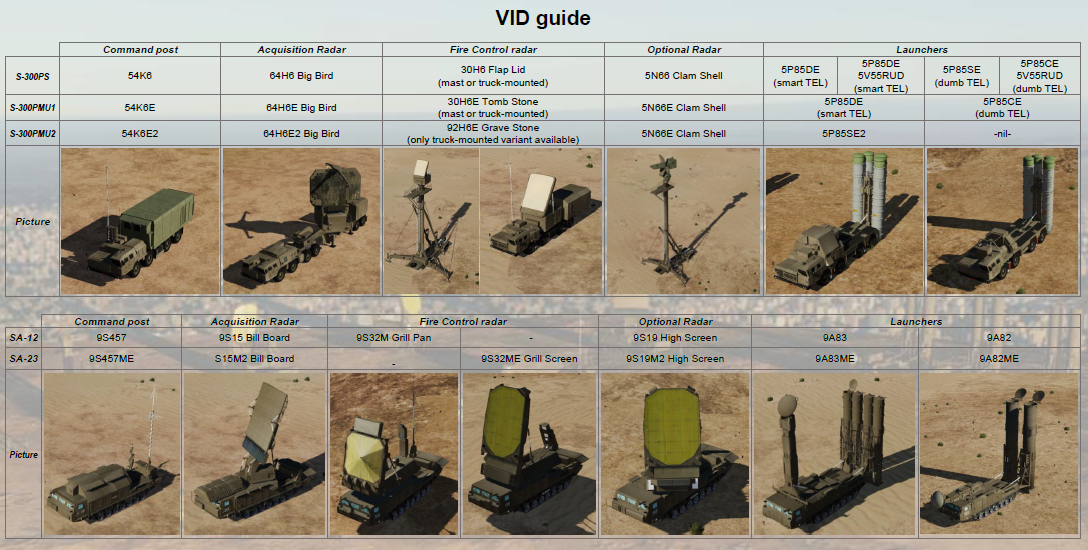 VID guide
Command post Acquisition Radar Fire Control radar Optional Radar Launchers
S-300PS 54K6 64H6 Big Bird 30H6 Flap Lid (mast or truck-mounted) 5N66 Clam Shell 5P85DE (smart TEL) 5P85DE 5V55RUD (smart TEL) 5P85SE (dumb TEL) 5P85CE 5V55RUD (dumb TEL)
S-300PMU1 54K6E 64H6E Big Bird 30H6E Tomb Stone (mast or truck-mounted) 5N66E Clam Shell 5P85DE (smart TEL) 5P85CE (dumb TEL)
S-300PMU2 54K6E2 64H6E2 Big Bird 92H6E Grave Stone (only truck-mounted variant available) 5N66E Clam Shell 5P85SE2 -nil-
Picture
Command post Acquisition Radar Fire Control radar Optional Radar Launchers
SA-12 9S457 9S15 Bill Board 9S32M Grill Pan - 9S19 High Screen 9A83 9A82
SA-23 9S457ME S15M2 Bill Board - 9S32ME Grill Screen 9S19M2 High Screen 9A83ME 9A82ME
Picture